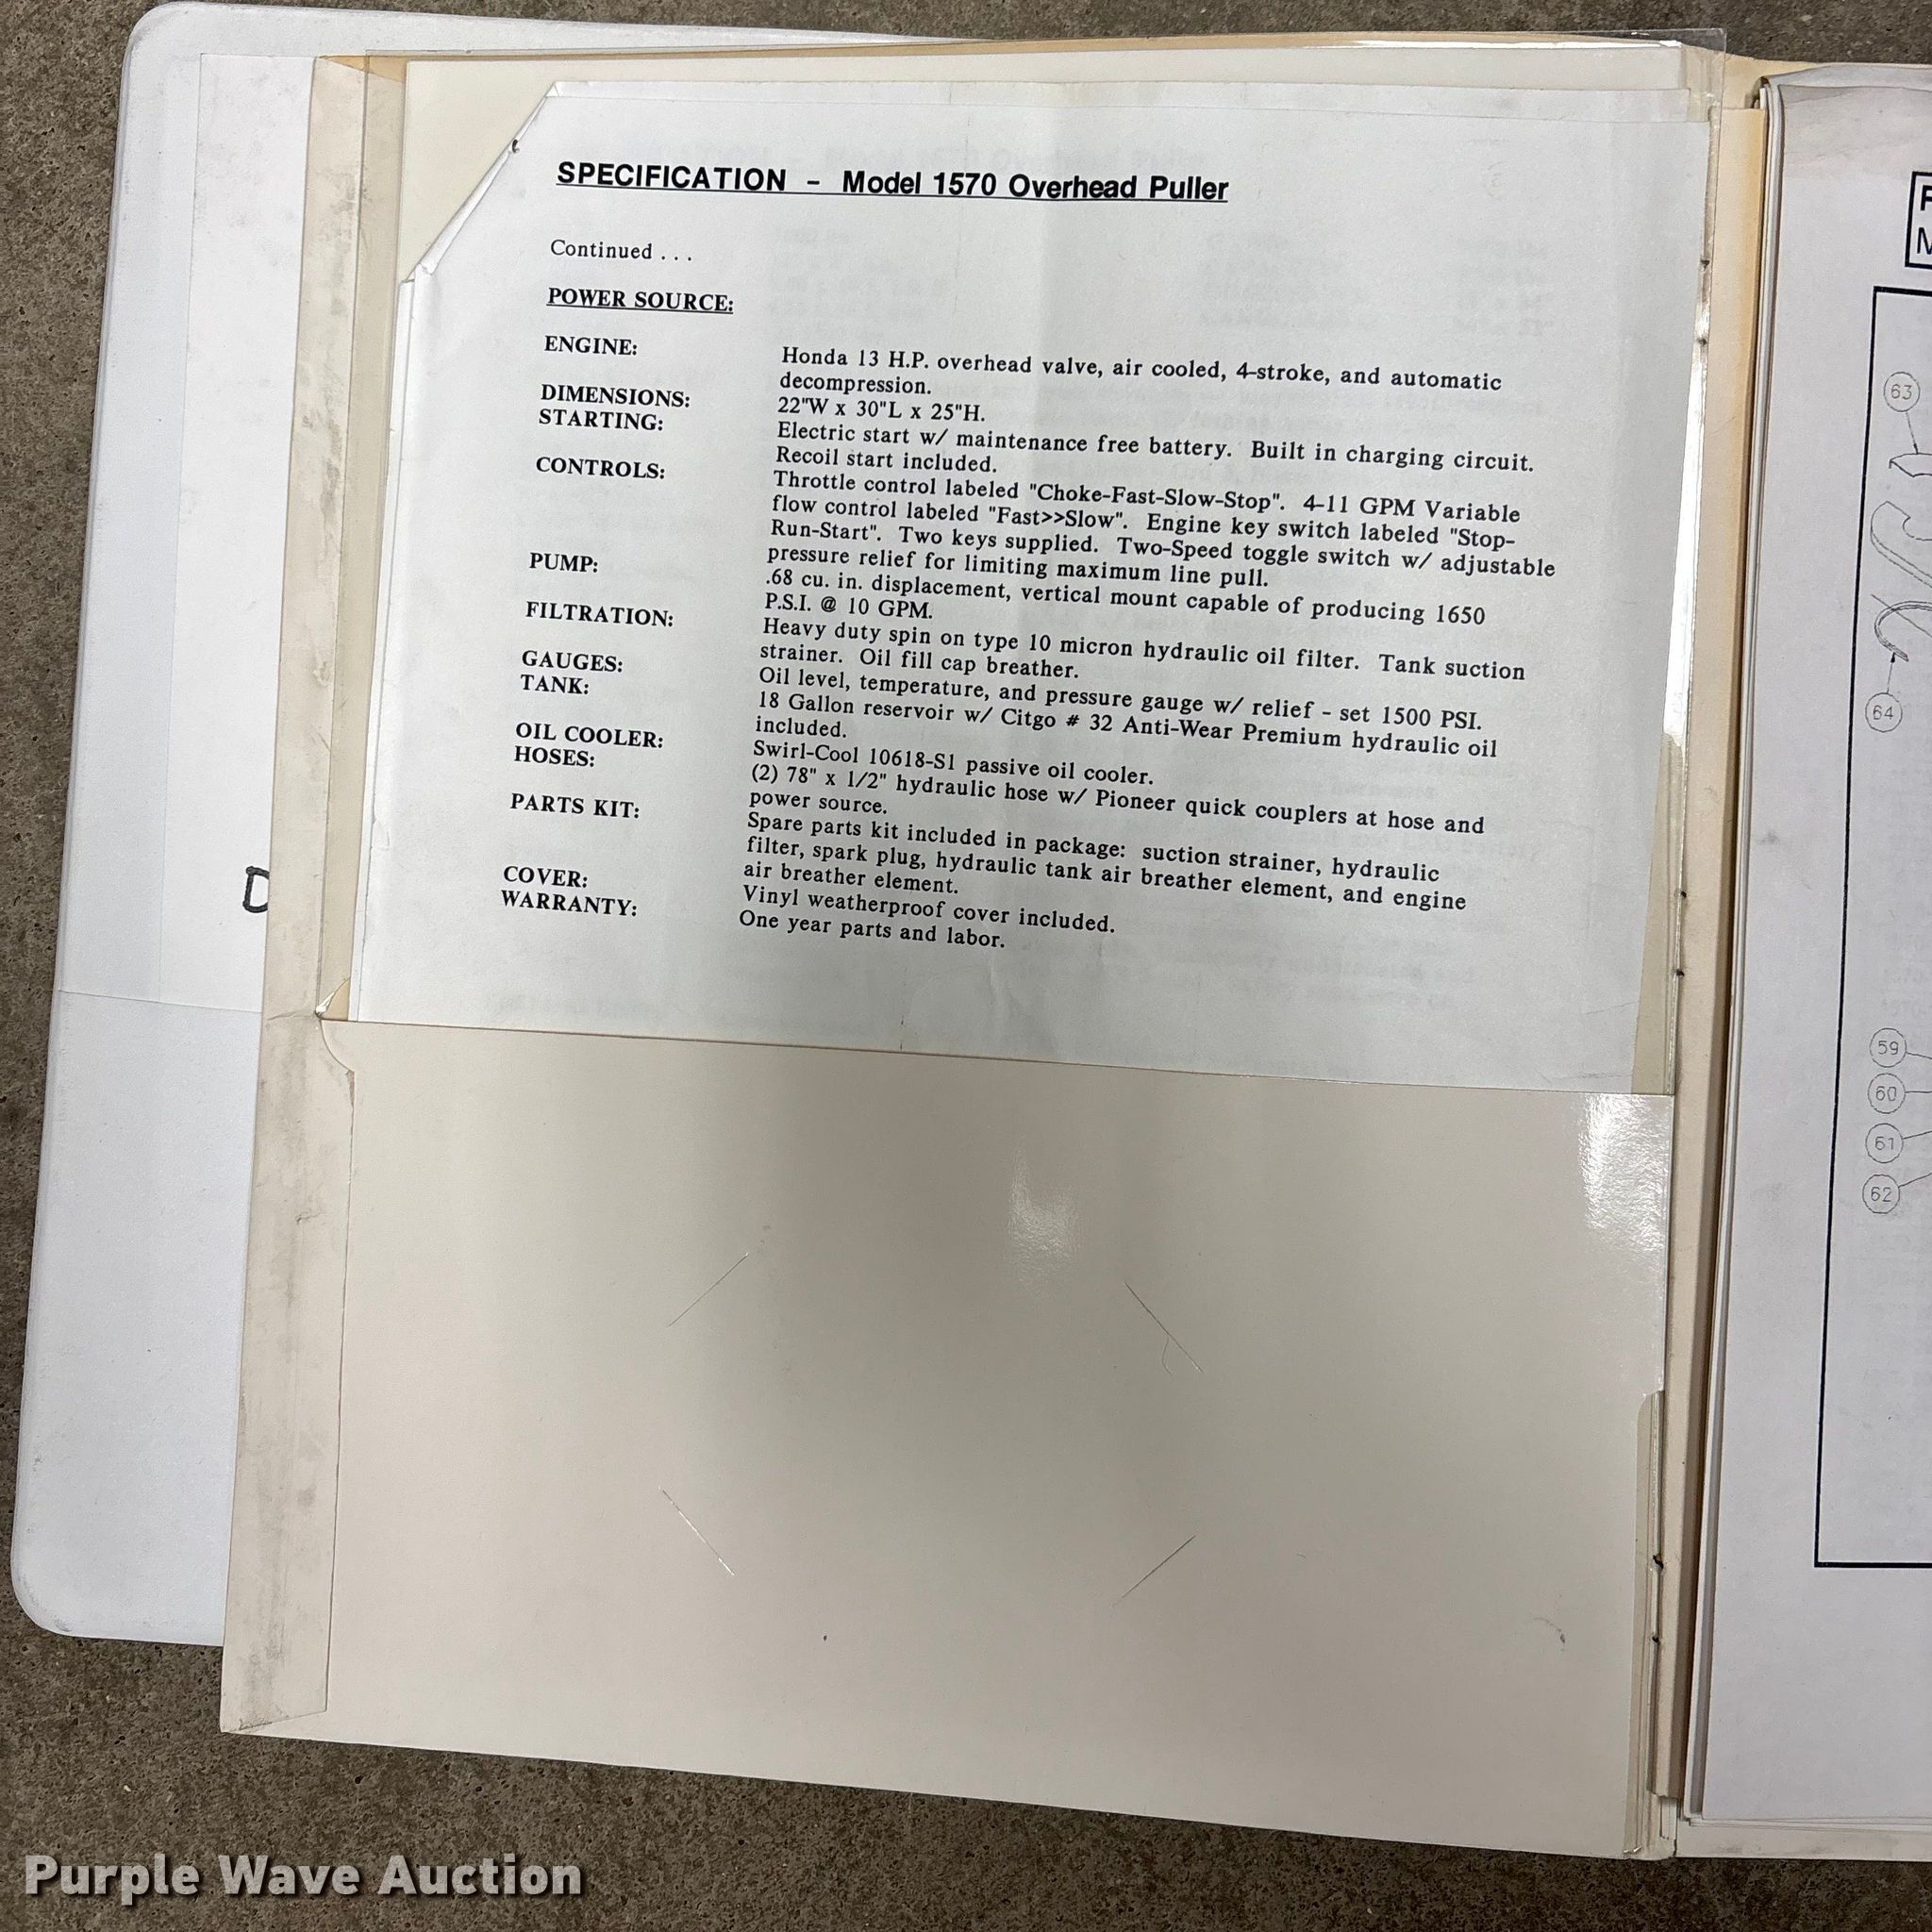 SPECIFICATION - Model 1570 Overhead Puller
Continued . . .
POWER SOURCE:
ENGINE: Honda 13 H.P. overhead valve, air cooled, 4-stroke, and automatic
decompression.
DIMENSIONS: 22"W x 30"L x 25"H.
STARTING: Electric start w/ maintenance free battery. Built in charging circuit.
Recoil start included.
CONTROLS: Throttle control labeled "Choke-Fast-Slow-Stop". 4-11 GPM Variable
flow control labeled "Fast>>Slow". Engine key switch labeled "Stop-
Run-Start". Two keys supplied. Two-Speed toggle switch w/ adjustable
pressure relief for limiting maximum line pull.
PUMP: .68 cu. in. displacement, vertical mount capable of producing 1650
P.S.I. @ 10 GPM.
FILTRATION: Heavy duty spin on type 10 micron hydraulic oil filter. Tank suction
strainer. Oil fill cap breather.
GAUGES: Oil level, temperature, and pressure gauge w/ relief - set 1500 PSI.
TANK: 18 Gallon reservoir w/ Citgo # 32 Anti-Wear Premium hydraulic oil
included.
OIL COOLER: Swirl-Cool 10618-S1 passive oil cooler.
HOSES: (2) 78" x 1/2" hydraulic hose w/ Pioneer quick couplers at hose and
power source.
PARTS KIT: Spare parts kit included in package: suction strainer, hydraulic
filter, spark plug, hydraulic tank air breather element, and engine
air breather element.
COVER: Vinyl weatherproof cover included.
WARRANTY: One year parts and labor.
D
63
64
59
60
61
62
Purple Wave Auction